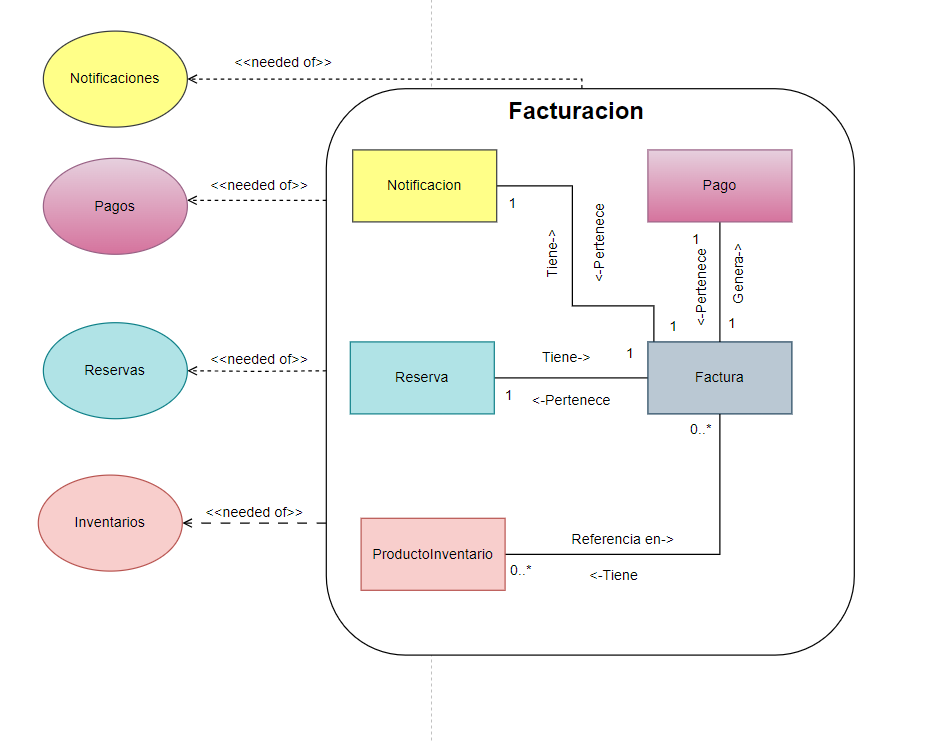 <<needed of>>
Notificaciones
Facturacion
Notificacion
Pago
<<needed of>>
Pagos
1
Tiene->
<-Pertenece
1
<-Pertenece
Genera->
1
1
<<needed of>>
Reservas
Reserva
Tiene->
1
Factura
1
<-Pertenece
0..*
<<needed of>>
Inventarios
ProductoInventario
Referencia en->
0..*
<-Tiene